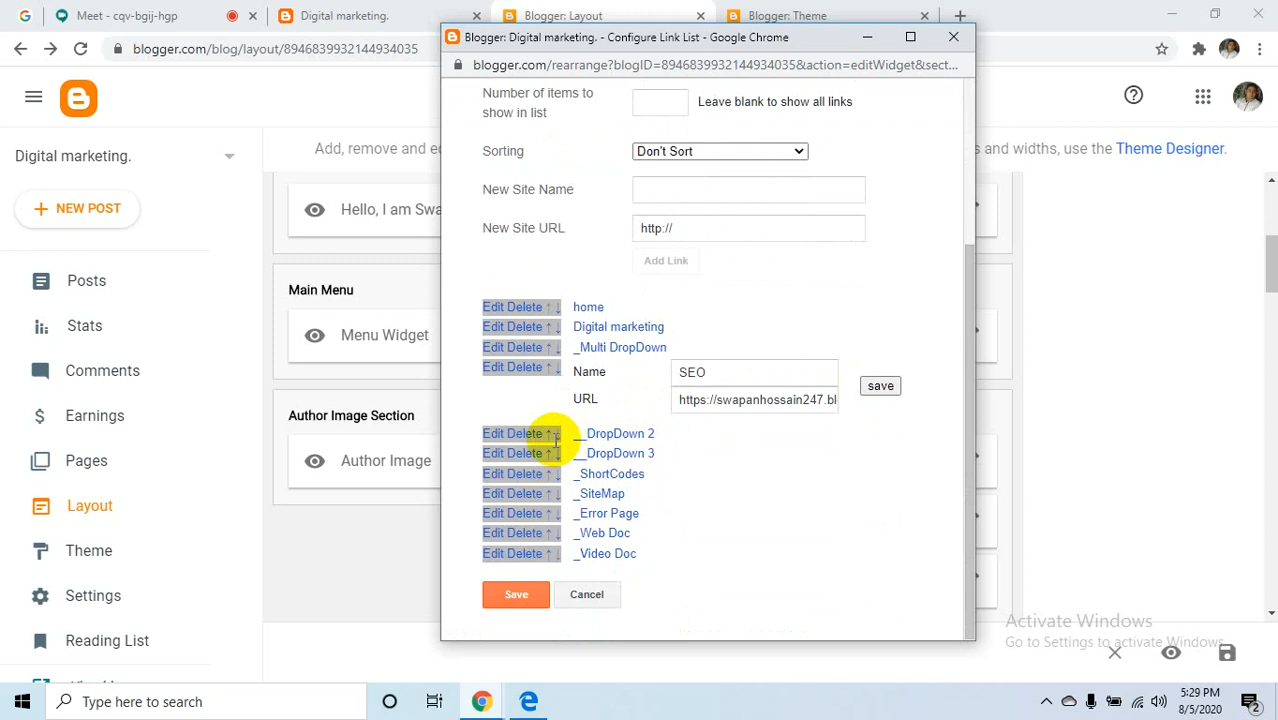 Meet - cqv-bgij-hgp
Digital marketing.
Blogger: Layout
Blogger: Theme
blogger.com/blog/layout/8946839932144934035
Blogger: Digital marketing. - Configure Link List - Google Chrome
blogger.com/rearrange?blogID=8946839932144934035&action=editWidget&sect...
Digital marketing.
NEW POST
Posts
Stats
Comments
Earnings
Pages
Layout
Theme
Settings
Reading List
Add, remove and
s and widths, use the Theme Designer.
Hello, I am Swa
Main Menu
Menu Widget
Author Image Section
Author Image
Number of items to
show in list
Leave blank to show all links
Sorting
Don't Sort
New Site Name
New Site URL
http://
Add Link
Edit Delete ↑ ↓ home
Edit Delete ↑ ↓ Digital marketing
Edit Delete ↑ ↓ _Multi DropDown
Edit Delete ↑ ↓
Name SEO
save
URL https://swapanhossain247.bl
Edit Delete ↑ ↓ __DropDown 2
Edit Delete ↑ ↓ __DropDown 3
Edit Delete ↑ ↓ _ShortCodes
Edit Delete ↑ ↓ _SiteMap
Edit Delete ↑ ↓ _Error Page
Edit Delete ↑ ↓ _Web Doc
Edit Delete ↑ ↓ _Video Doc
Save
Cancel
Activate Windows
Go to Settings to activate Windows.
Type here to search
5:29 PM
8/5/2020
2